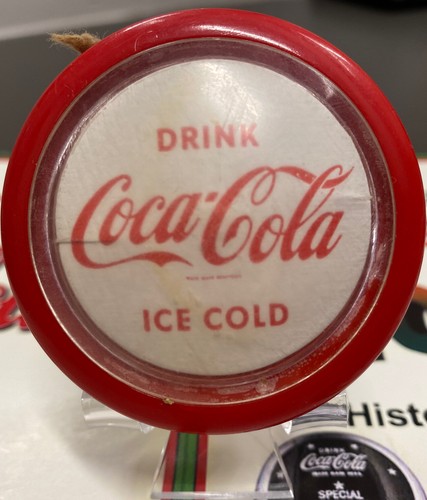 DRINK
Coca-Cola
ICE COLD
Histo
DRINK
Coca-Cola
SPECIAL